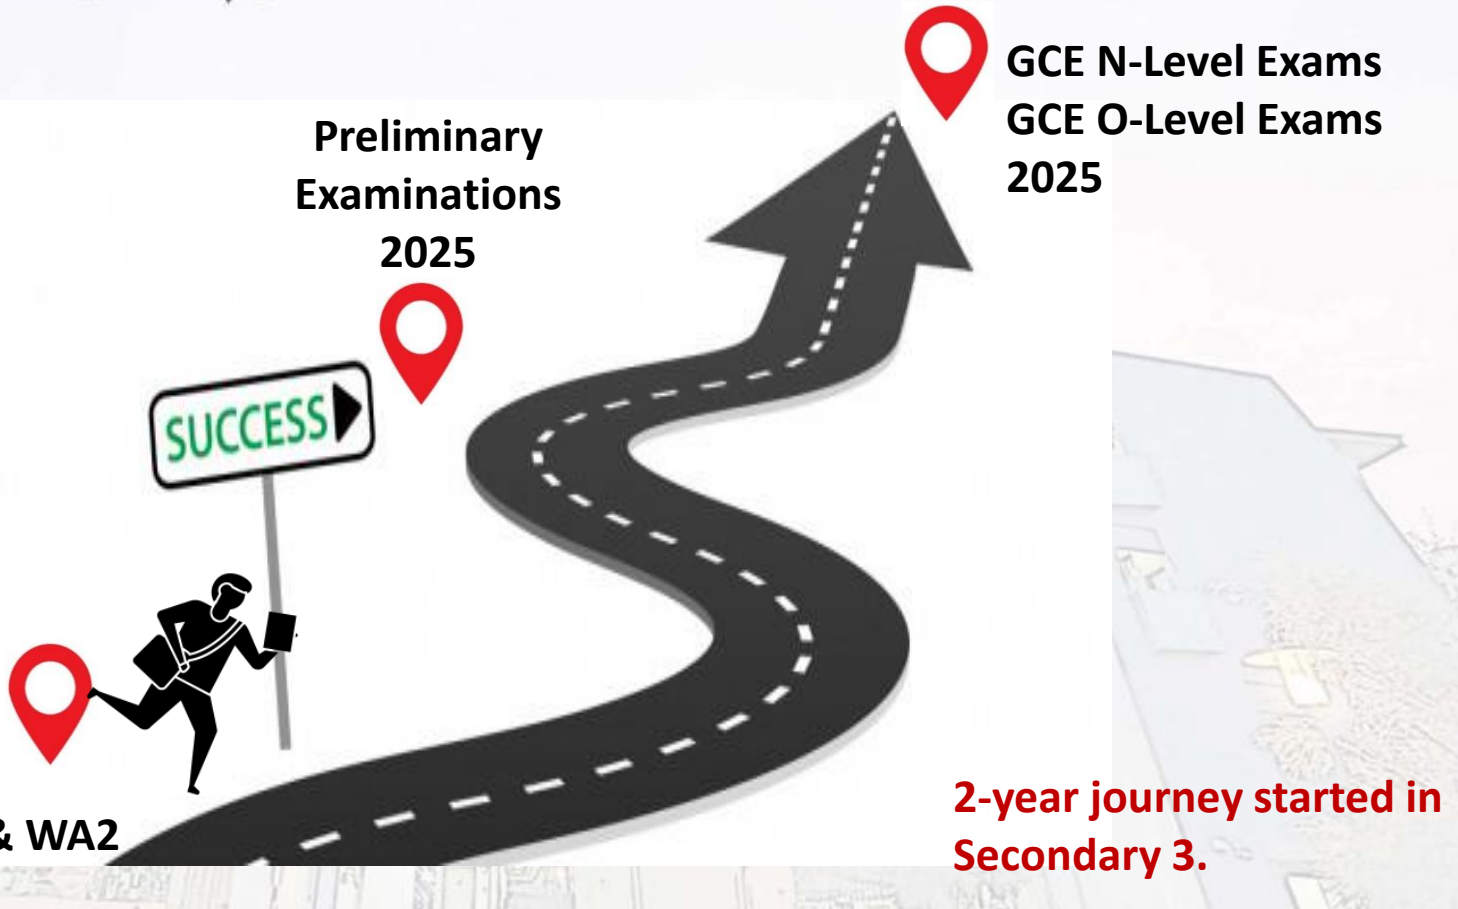 GCE N-Level Exams
GCE O-Level Exams
2025
Preliminary
Examinations
2025
SUCCESS
& WA2
2-year journey started in
Secondary 3.